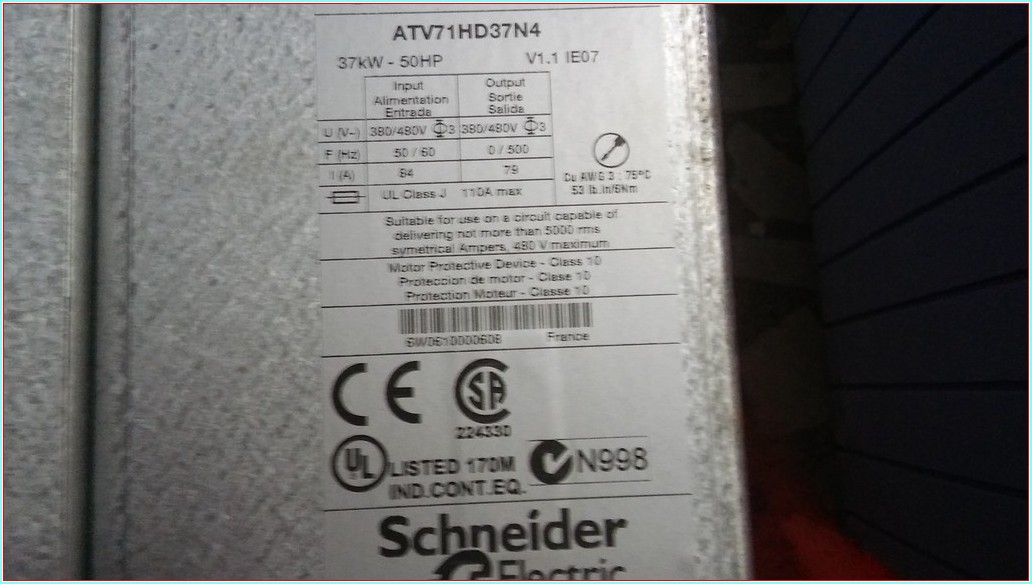 ATV71HD37N4
37kW - 50HP V1.1 IE07
Input Output
Alimentation Sortie
Entrada Salida
U (V~) 380/480V Φ3 380/480V Φ3
F (Hz) 50 / 60 0 / 500
I (A) 84 79
UL Class J 110A max
Cu AWG 3 : 75°C
53 lb.in/6Nm
Suitable for use on a circuit capable of
delivering not more than 5000 rms
symetrical Ampers, 480 V maximum
Motor Protective Device - Class 10
Proteccion de motor - Clase 10
Protection Moteur - Classe 10
France
CE SA
224330
UL LISTED 170M N998
IND.CONT.EQ.
Schneider
Electric